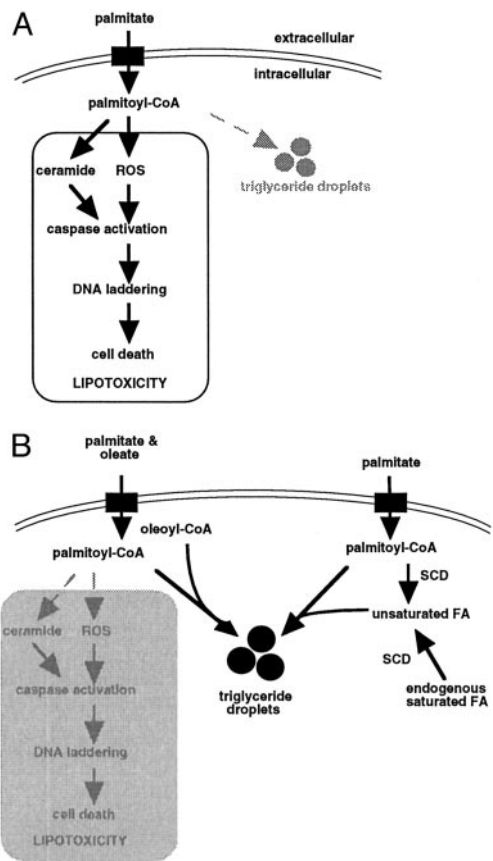 A
palmitate
extracellular
intracellular
palmitoyl-CoA
ceramide
ROS
triglyceride droplets
caspase activation
DNA laddering
cell death
LIPOTOXICITY
B
palmitate &
oleate
palmitate
oleoyl-CoA
palmitoyl-CoA
palmitoyl-CoA
SCD
unsaturated FA
ceramide
ROS
SCD
caspase activation
triglyceride
droplets
endogenous
saturated FA
DNA laddering
cell death
LIPOTOXICITY